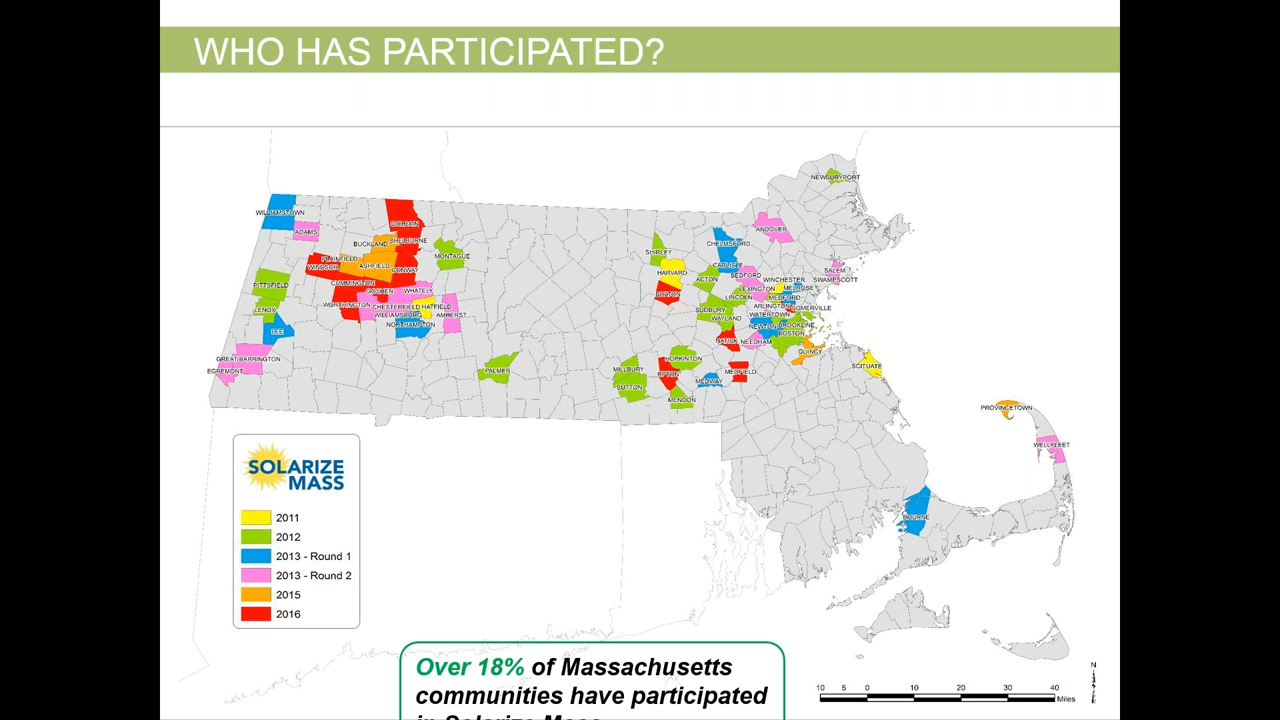 WHO HAS PARTICIPATED?
NEWBURYPORT
WILLIAMSTOWN
ADAMS
COLRAIN
ANDOVER
BUCKLAND
SHELBURNE
CHELMSFORD
MONTAGUE
SHIRLEY
PLAINFIELD
WINDSOR
ASHFIELD
CONWAY
HARVARD
CARLISLE
BEDFORD
SALEM
SWAMPSCOTT
PITTSFIELD
CUMMINGTON
GOSHEN
WHATELY
BOLTON
ACTON
WINCHESTER
LEXINGTON
MELROSE
LINCOLN
MEDFORD
LENOX
WORTHINGTON
CHESTERFIELD
HATFIELD
SUDBURY
ARLINGTON
SOMERVILLE
WILLIAMSBURG
AMHERST
WAYLAND
WATERTOWN
LEE
NORTHAMPTON
NEWTON
BROOKLINE
BOSTON
NATICK
NEEDHAM
QUINCY
GREAT BARRINGTON
EGREMONT
PALMER
HOPKINTON
MILLBURY
UPTON
MEDFIELD
SCITUATE
SUTTON
MEDWAY
MENDON
PROVINCETOWN
WELLFLEET
BOURNE
SOLARIZE
MASS
2011
2012
2013 - Round 1
2013 - Round 2
2015
2016
Over 18% of Massachusetts
communities have participated
in Solarize Mass
N
10 5 0 10 20 30 40
Miles